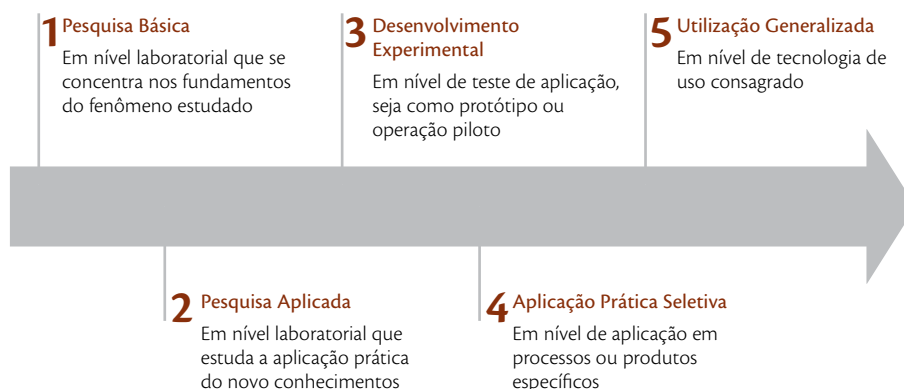 1 Pesquisa Básica
Em nível laboratorial que se
concentra nos fundamentos
do fenômeno estudado
2 Pesquisa Aplicada
Em nível laboratorial que
estuda a aplicação prática
do novo conhecimentos
3 Desenvolvimento
Experimental
Em nível de teste de aplicação,
seja como protótipo ou
operação piloto
4 Aplicação Prática Seletiva
Em nível de aplicação em
processos ou produtos
específicos
5 Utilização Generalizada
Em nível de tecnologia de
uso consagrado